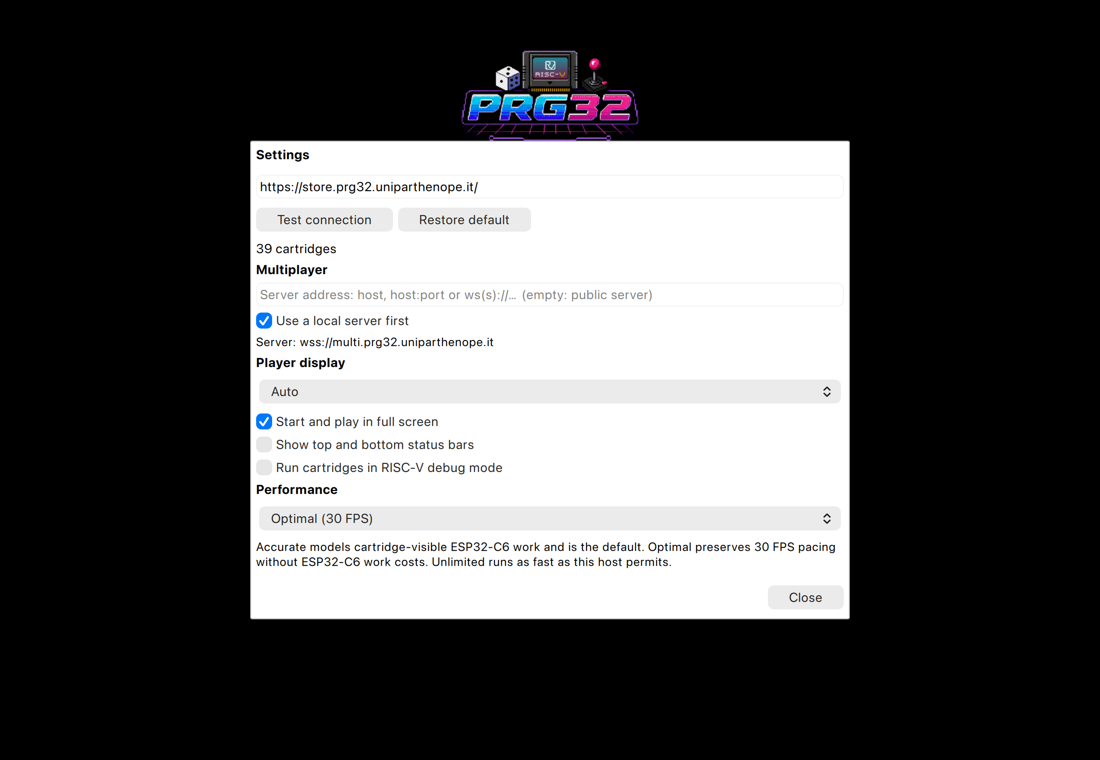 RISC-V
PRG32
Settings
https://store.prg32.uniparthenope.it/
Test connection
Restore default
39 cartridges
Multiplayer
Server address: host, host:port or ws(s)://… (empty: public server)
Use a local server first
Server: wss://multi.prg32.uniparthenope.it
Player display
Auto
Start and play in full screen
Show top and bottom status bars
Run cartridges in RISC-V debug mode
Performance
Optimal (30 FPS)
Accurate models cartridge-visible ESP32-C6 work and is the default. Optimal preserves 30 FPS pacing
without ESP32-C6 work costs. Unlimited runs as fast as this host permits.
Close